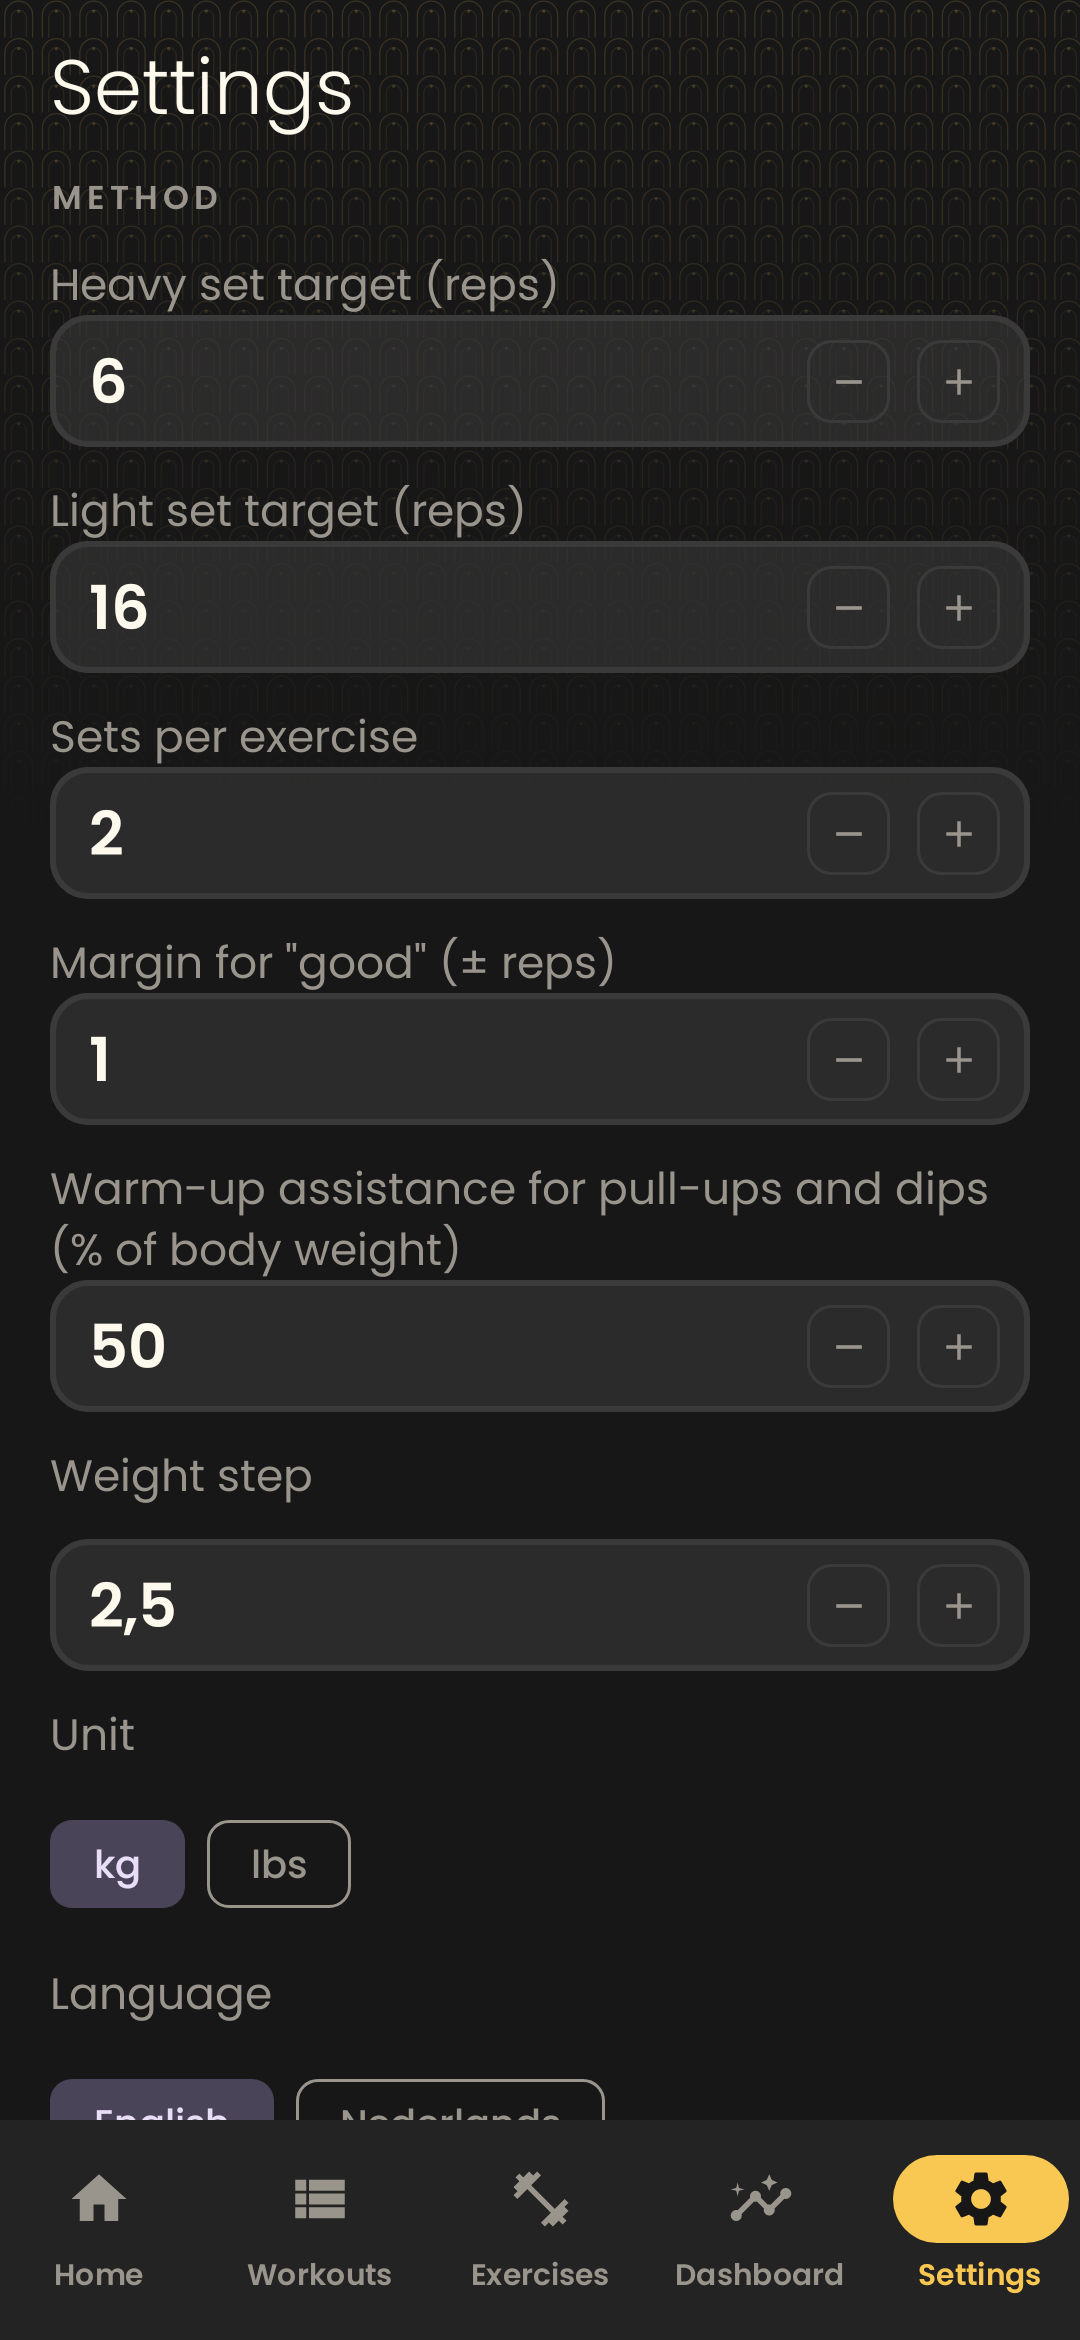 Settings
METHOD
Heavy set target (reps)
6
Light set target (reps)
16
Sets per exercise
2
Margin for "good" (± reps)
1
Warm-up assistance for pull-ups and dips
(% of body weight)
50
Weight step
2,5
Unit
kg lbs
Language
English Nederlands
Home Workouts Exercises Dashboard Settings